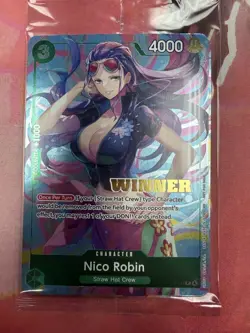 3
4000
+1000
WINNER
Once Per Turn If your {Straw Hat Crew} type Character
would be removed from the field by your opponent's
effect, you may rest 1 of your DON!! cards instead.
CHARACTER
Nico Robin
Straw Hat Crew